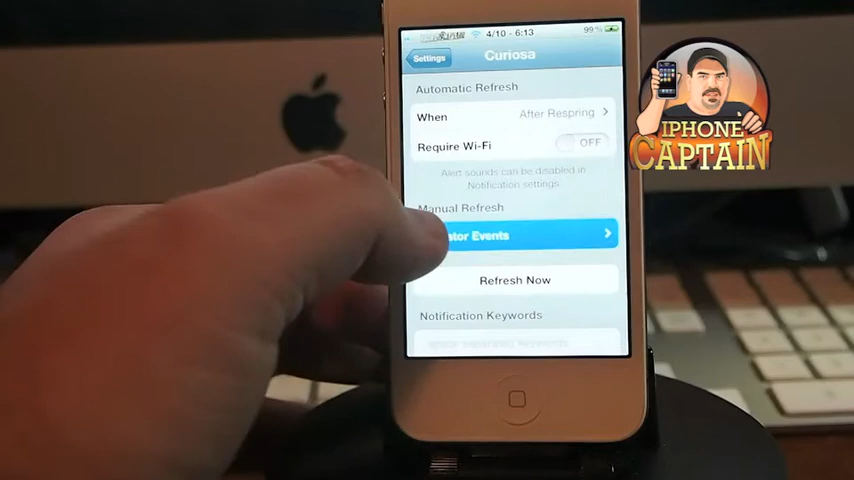 4/10 - 6:13
99%
Settings
Curiosa
Automatic Refresh
When
After Respring
Require Wi-Fi
OFF
Alert sounds can be disabled in
Notification settings.
Manual Refresh
Events
Refresh Now
Notification Keywords
keywords
IPHONE
CAPTAIN